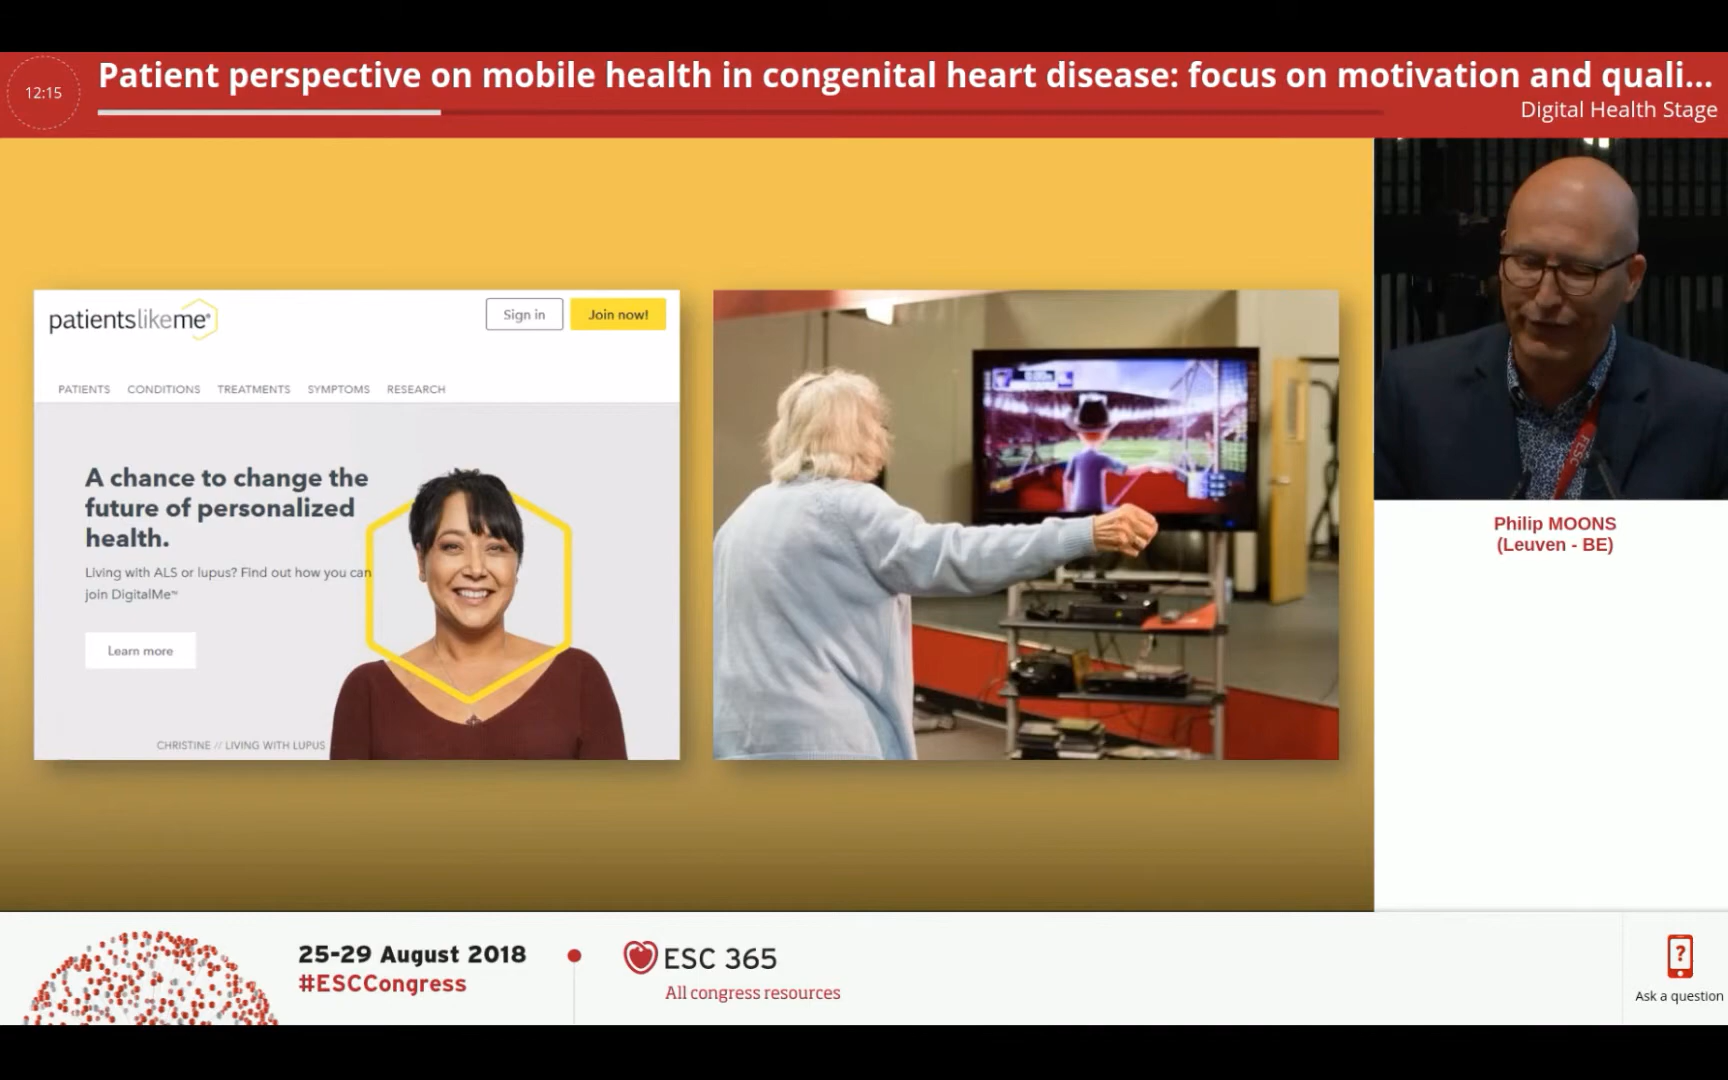 12:15
Patient perspective on mobile health in congenital heart disease: focus on motivation and quali...
Digital Health Stage
patientslikeme®
Sign in
Join now!
PATIENTS CONDITIONS TREATMENTS SYMPTOMS RESEARCH
A chance to change the
future of personalized
health.
Living with ALS or lupus? Find out how you can
join DigitalMe™
Learn more
CHRISTINE // LIVING WITH LUPUS
FESC
Philip MOONS
(Leuven - BE)
25-29 August 2018
#ESCCongress
ESC 365
All congress resources
?
Ask a question